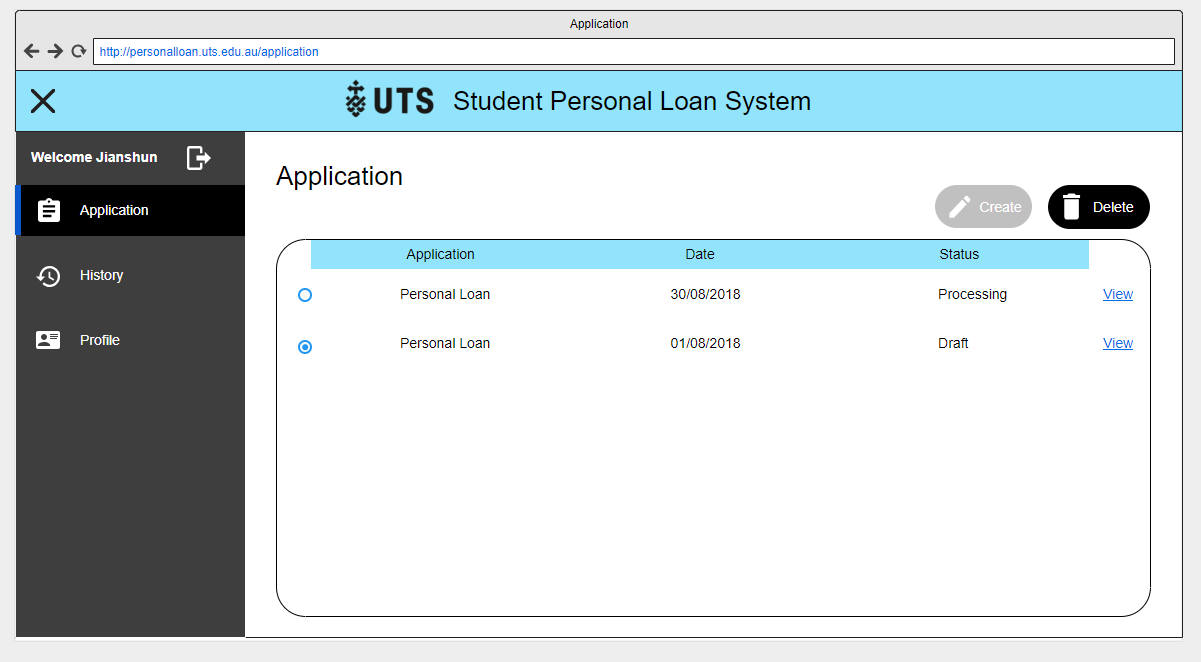 Application
http://personalloan.uts.edu.au/application
UTS Student Personal Loan System
Welcome Jianshun
Application
History
Profile
Application
Create Delete
Application Date Status
Personal Loan 30/08/2018 Processing View
Personal Loan 01/08/2018 Draft View